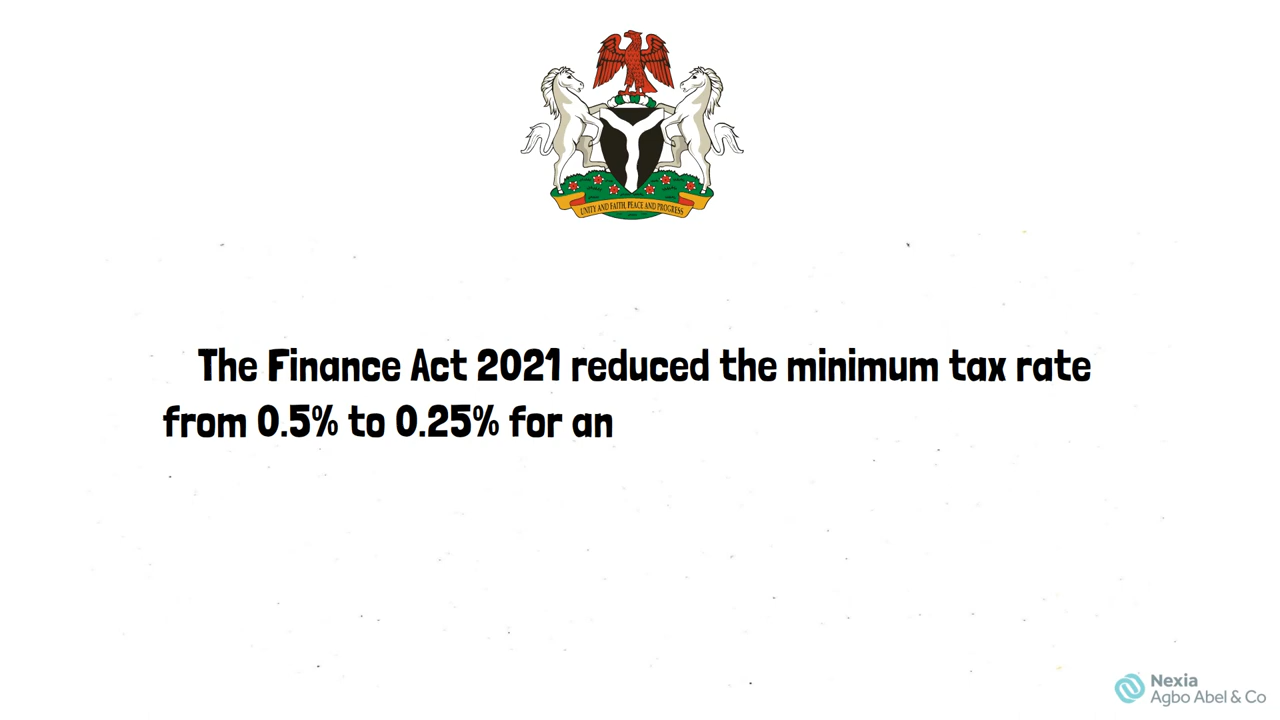 UNITY AND FAITH, PEACE AND PROGRESS
The Finance Act 2021 reduced the minimum tax rate
from 0.5% to 0.25% for an
Nexia
Agbo Abel & Co